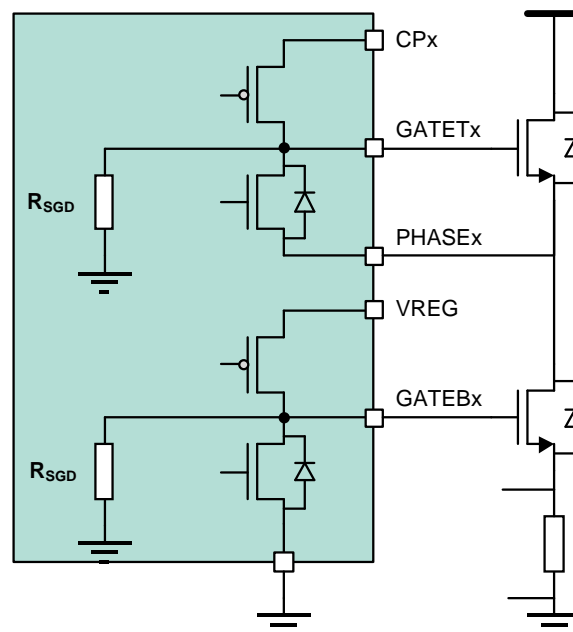 CPx
GATETx
RSGD
PHASEx
VREG
GATEBx
RSGD